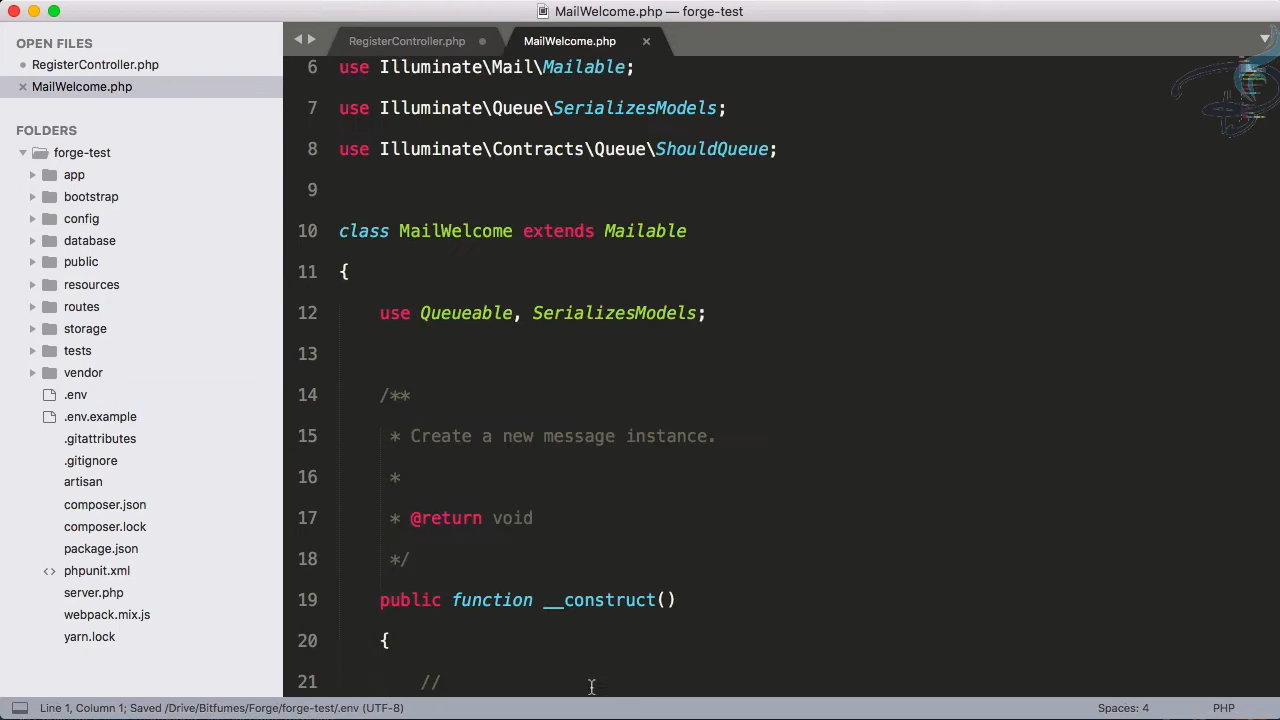 MailWelcome.php — forge-test
OPEN FILES
RegisterController.php
MailWelcome.php
FOLDERS
forge-test
app
bootstrap
config
database
public
resources
routes
storage
tests
vendor
.env
.env.example
.gitattributes
.gitignore
artisan
composer.json
composer.lock
package.json
phpunit.xml
server.php
webpack.mix.js
yarn.lock
RegisterController.php
MailWelcome.php
6 use Illuminate\Mail\Mailable;
7 use Illuminate\Queue\SerializesModels;
8 use Illuminate\Contracts\Queue\ShouldQueue;
9
10 class MailWelcome extends Mailable
11 {
12 use Queueable, SerializesModels;
13
14 /**
15 * Create a new message instance.
16 *
17 * @return void
18 */
19 public function __construct()
20 {
21 //
Line 1, Column 1; Saved /Drive/Bitfumes/Forge/forge-test/.env (UTF-8)
Spaces: 4
PHP